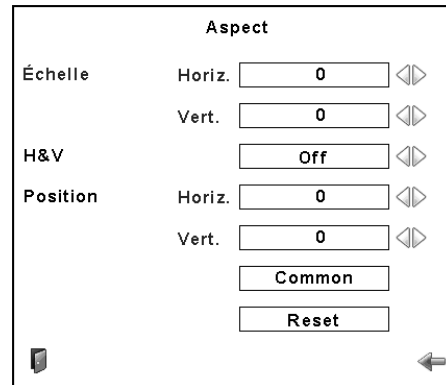 Aspect
Échelle Horiz. 0
Vert. 0
H&V Off
Position Horiz. 0
Vert. 0
Common
Reset